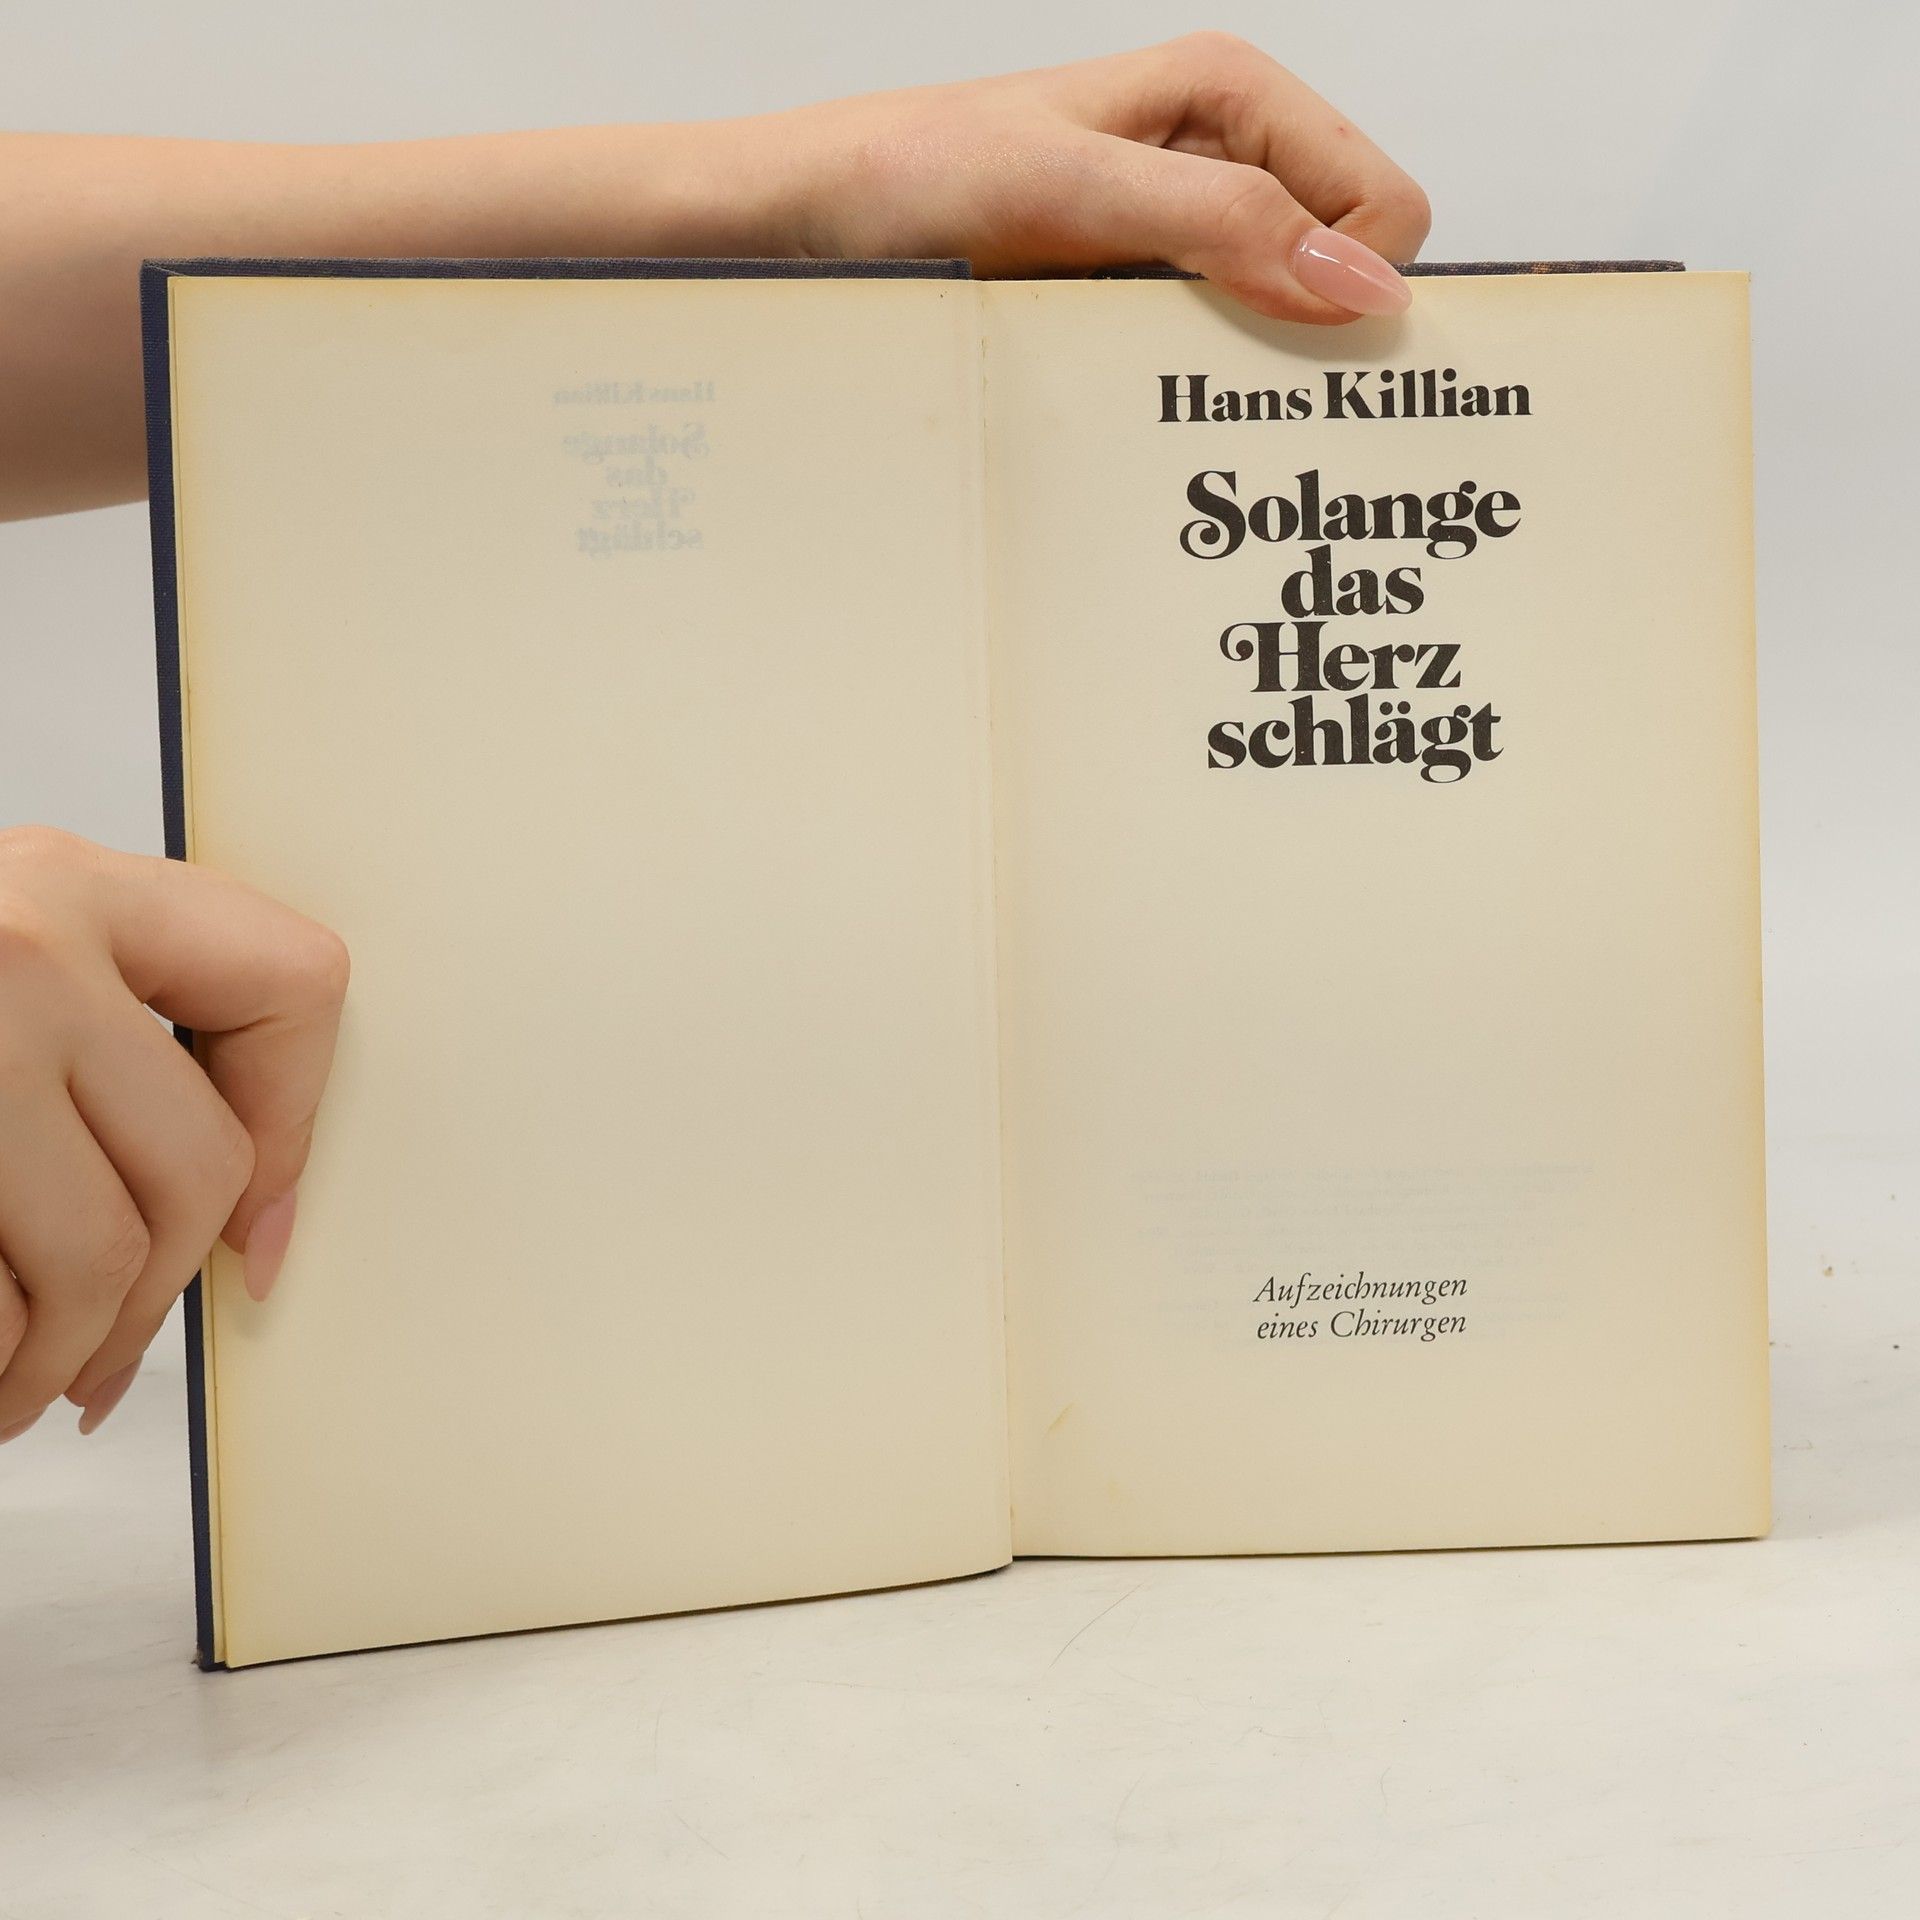 Hans Killian
Solange
das
Herz
schlägt
Aufzeichnungen
eines Chirurgen